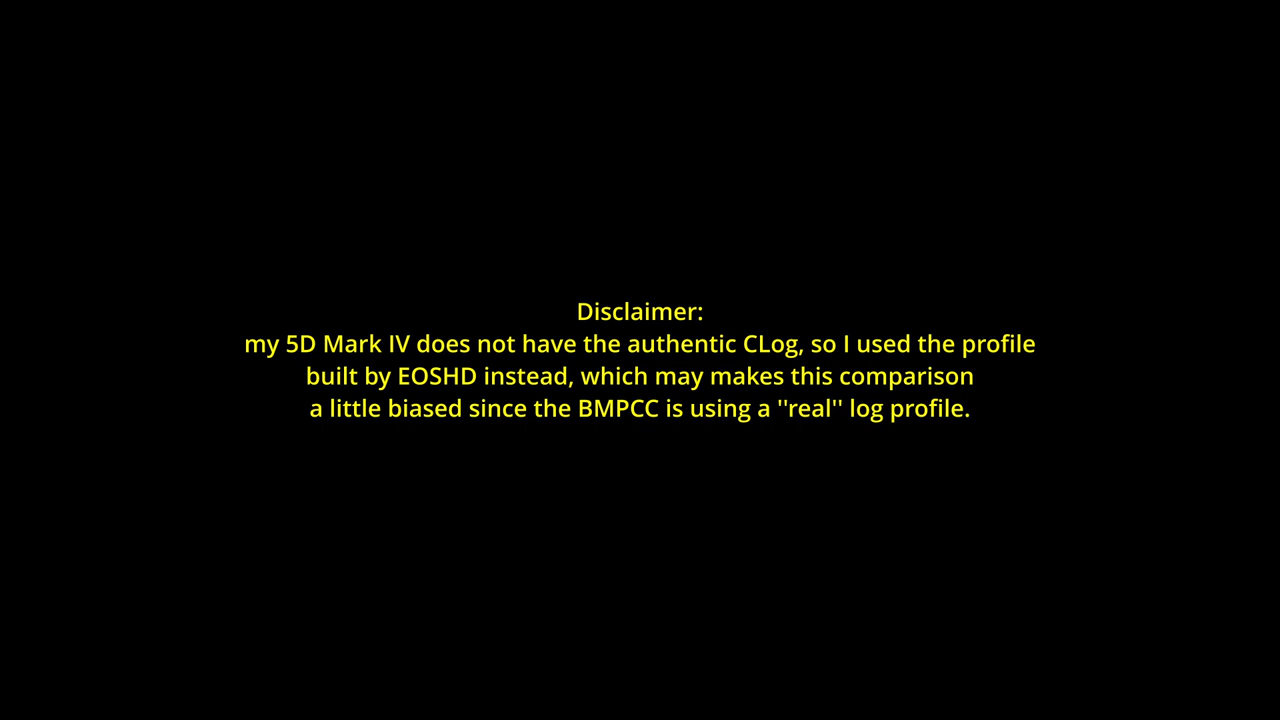 Disclaimer:
my 5D Mark IV does not have the authentic CLog, so I used the profile
built by EOSHD instead, which may makes this comparison
a little biased since the BMPCC is using a ''real'' log profile.